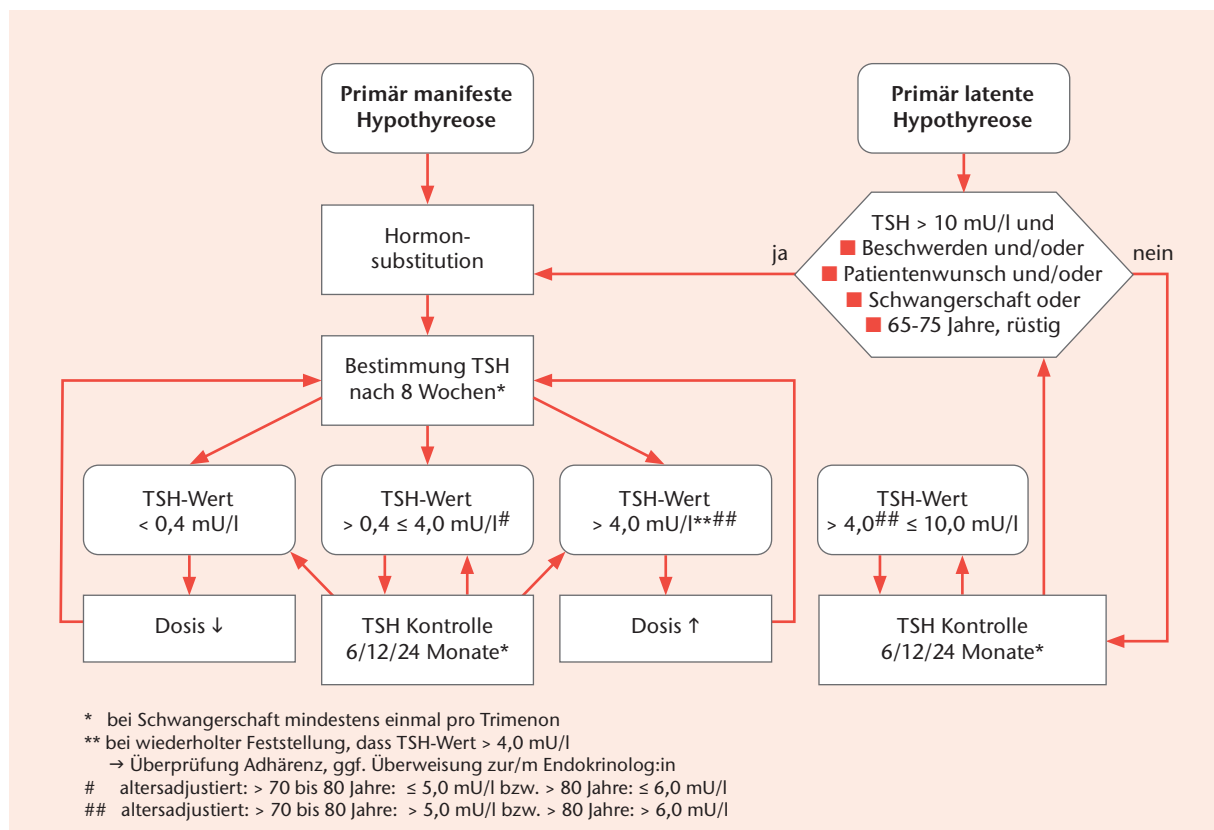 Primär manifeste
Hypothyreose
Primär latente
Hypothyreose
Hormon-
substitution
ja
TSH > 10 mU/l und
■ Beschwerden und/oder
■ Patientenwunsch und/oder
■ Schwangerschaft oder
■ 65-75 Jahre, rüstig
nein
Bestimmung TSH
nach 8 Wochen*
TSH-Wert
< 0,4 mU/l
TSH-Wert
> 0,4 ≤ 4,0 mU/l#
TSH-Wert
> 4,0 mU/l**##
TSH-Wert
> 4,0## ≤ 10,0 mU/l
Dosis ↓
TSH Kontrolle
6/12/24 Monate*
Dosis ↑
TSH Kontrolle
6/12/24 Monate*
* bei Schwangerschaft mindestens einmal pro Trimenon
** bei wiederholter Feststellung, dass TSH-Wert > 4,0 mU/l
→ Überprüfung Adhärenz, ggf. Überweisung zur/m Endokrinolog:in
# altersadjustiert: > 70 bis 80 Jahre: ≤ 5,0 mU/l bzw. > 80 Jahre: ≤ 6,0 mU/l
## altersadjustiert: > 70 bis 80 Jahre: > 5,0 mU/l bzw. > 80 Jahre: > 6,0 mU/l